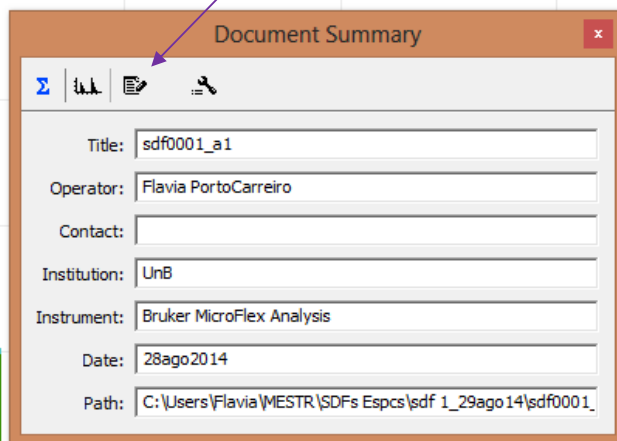 Document Summary
x
Σ
Title: sdf0001_a1
Operator: Flavia PortoCarreiro
Contact:
Institution: UnB
Instrument: Bruker MicroFlex Analysis
Date: 28ago2014
Path: C:\Users\Flavia\MESTR\SDFs Espcs\sdf 1_29ago14\sdf0001_